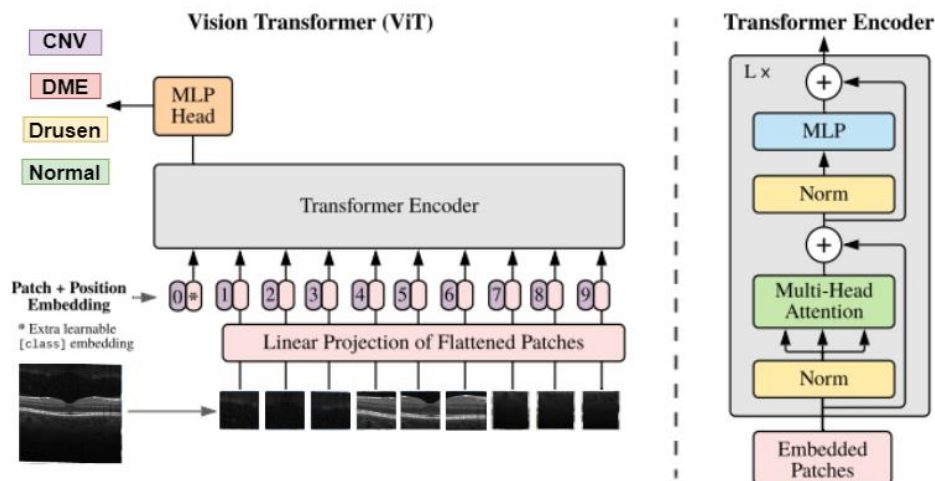 Vision Transformer (ViT)
CNV
DME
Drusen
Normal
MLP
Head
Transformer Encoder
Patch + Position
Embedding
* Extra learnable
[class] embedding
0 * 1 2 3 4 5 6 7 8 9
Linear Projection of Flattened Patches
Transformer Encoder
L ×
+
MLP
Norm
+
Multi-Head
Attention
Norm
Embedded
Patches